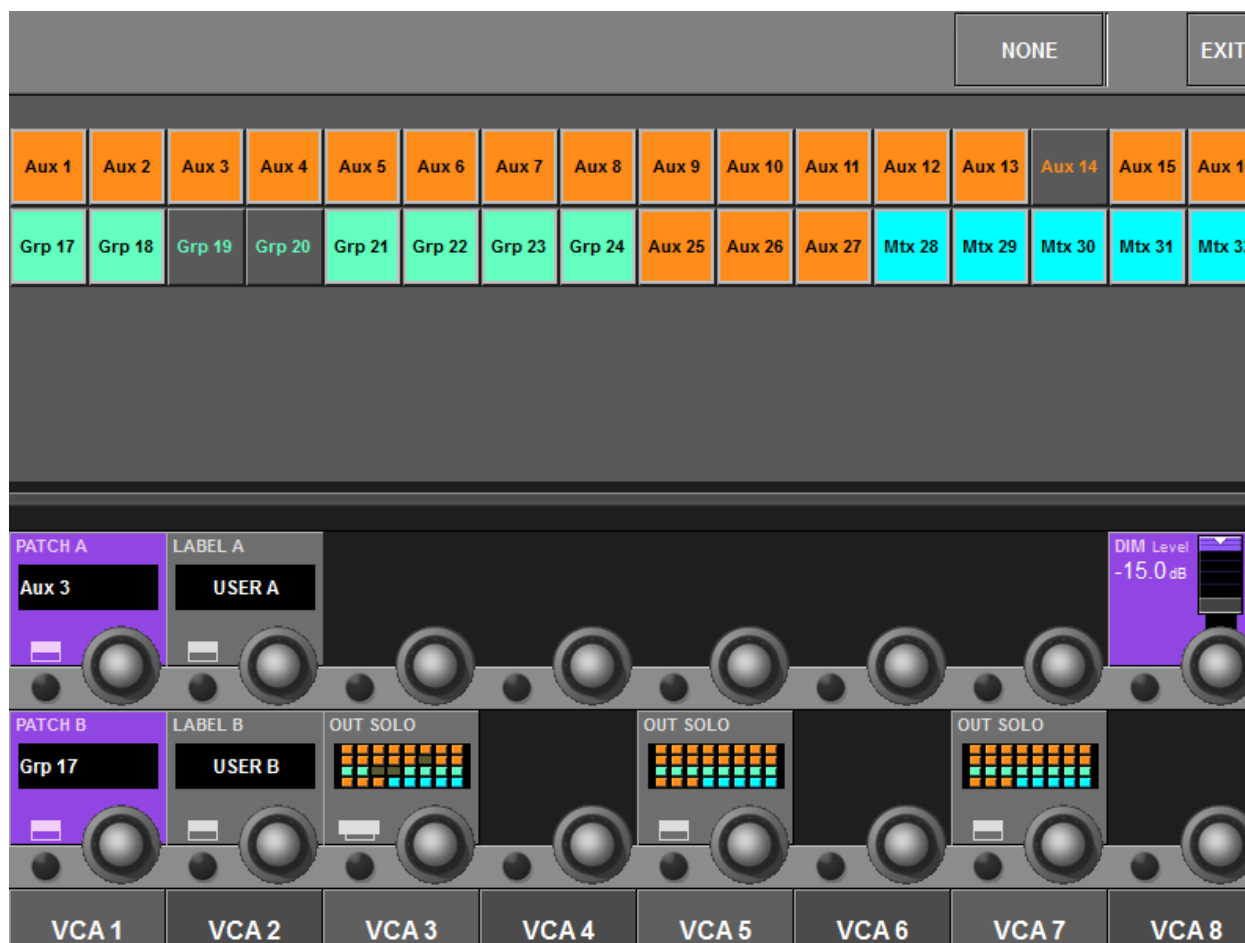 NONE EXIT
Aux 1 Aux 2 Aux 3 Aux 4 Aux 5 Aux 6 Aux 7 Aux 8 Aux 9 Aux 10 Aux 11 Aux 12 Aux 13 Aux 14 Aux 15 Aux 1
Grp 17 Grp 18 Grp 19 Grp 20 Grp 21 Grp 22 Grp 23 Grp 24 Aux 25 Aux 26 Aux 27 Mtx 28 Mtx 29 Mtx 30 Mtx 31 Mtx 32
PATCH A LABEL A DIM Level
Aux 3 USER A -15.0 dB
PATCH B LABEL B OUT SOLO OUT SOLO OUT SOLO
Grp 17 USER B
VCA 1 VCA 2 VCA 3 VCA 4 VCA 5 VCA 6 VCA 7 VCA 8